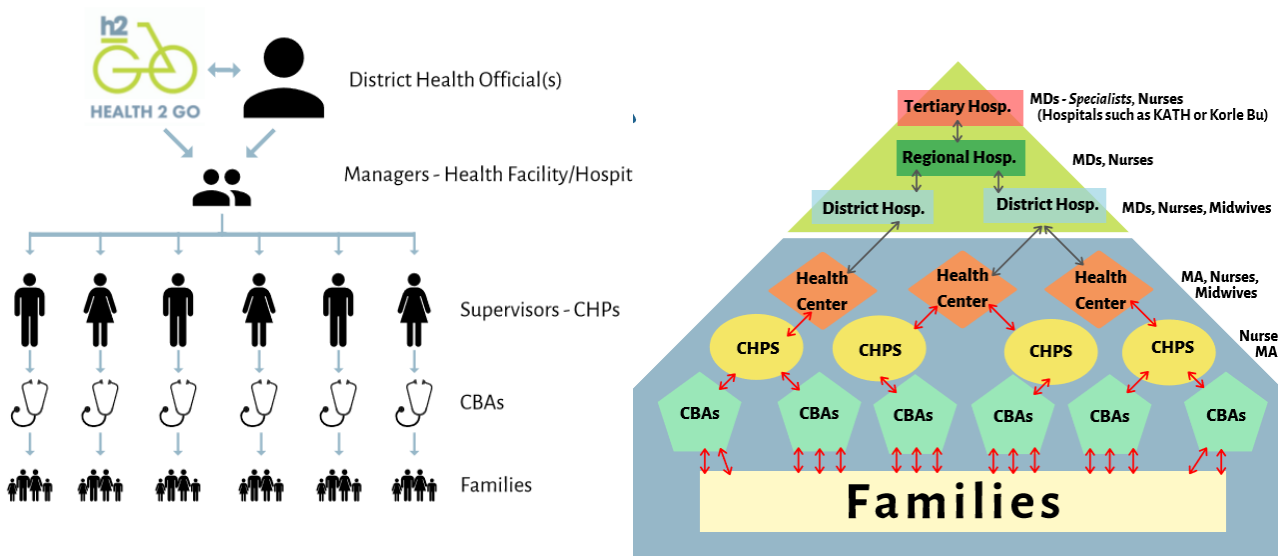 h2
HEALTH 2 GO
District Health Official(s)
Managers - Health Facility/Hospit
Supervisors - CHPs
CBAs
Families
Tertiary Hosp.
MDs - Specialists, Nurses
(Hospitals such as KATH or Korle Bu)
Regional Hosp.
MDs, Nurses
District Hosp.
District Hosp.
MDs, Nurses, Midwives
Health
Center
Health
Center
Health
Center
MA, Nurses,
Midwives
CHPS
CHPS
CHPS
CHPS
Nurse
MA
CBAs
CBAs
CBAs
CBAs
CBAs
CBAs
Families